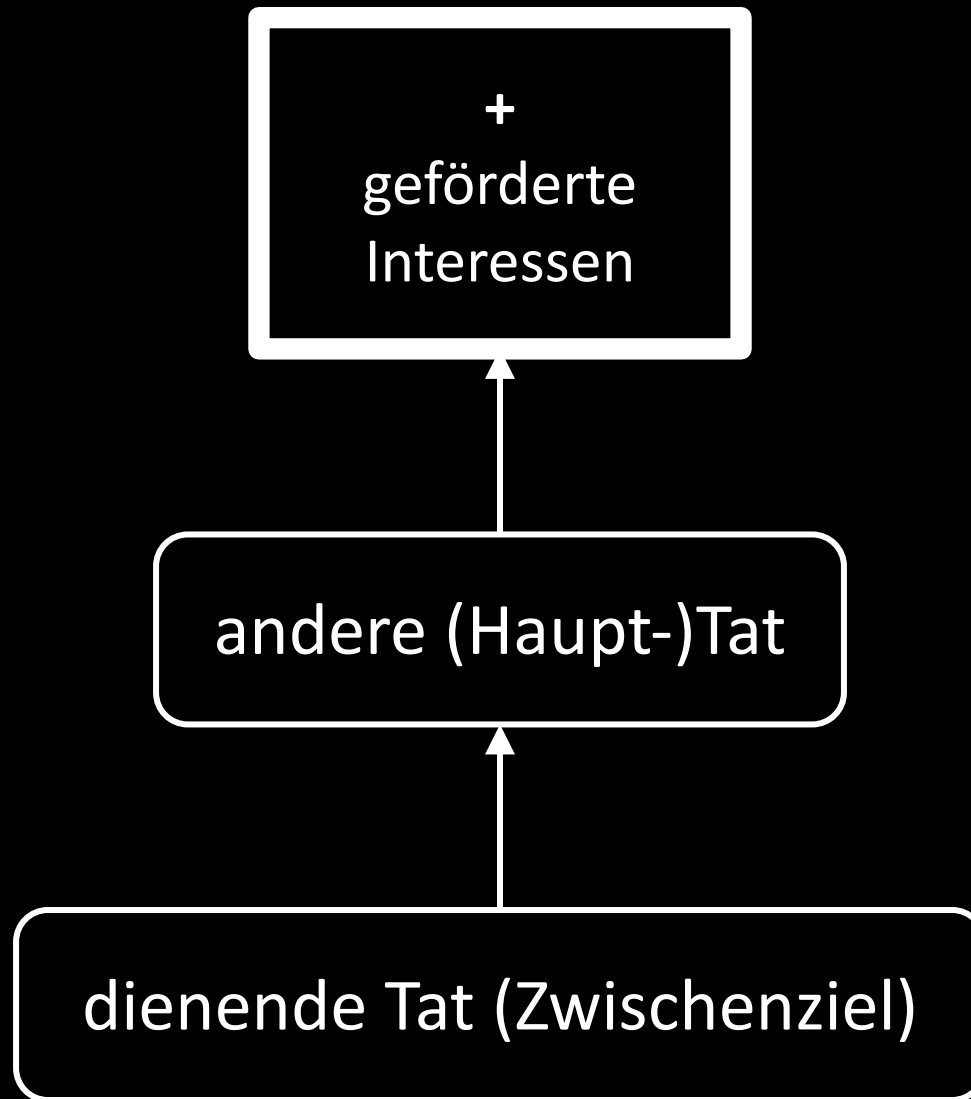 +
geförderte
Interessen
andere (Haupt-)Tat
dienende Tat (Zwischenziel)